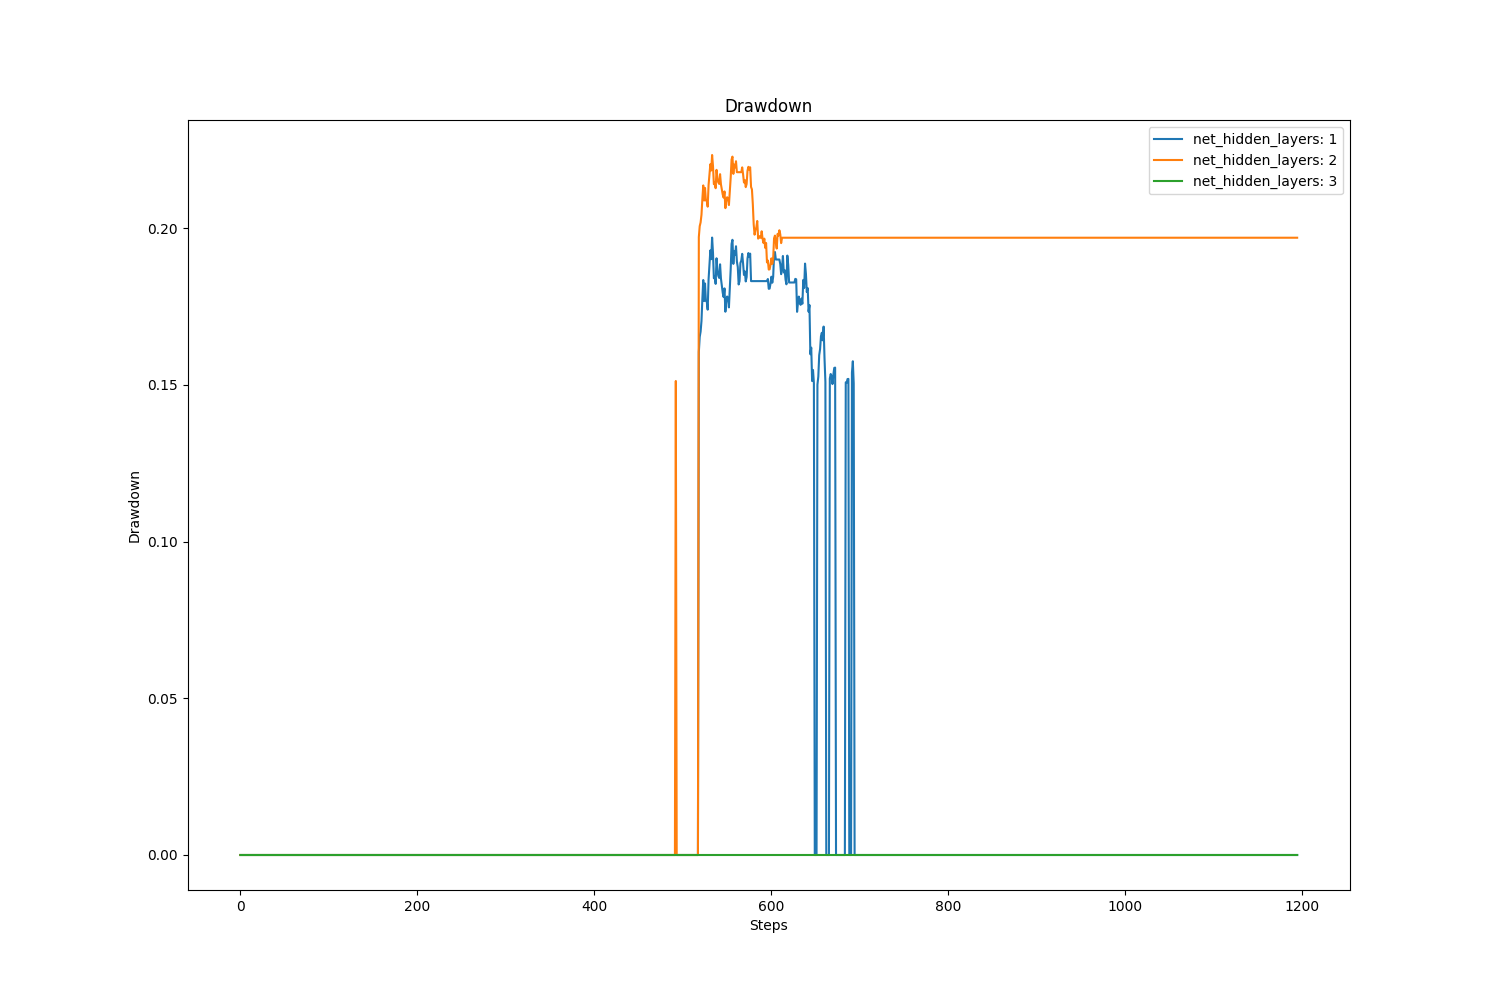 Drawdown
net_hidden_layers: 1
net_hidden_layers: 2
net_hidden_layers: 3
Drawdown
0.20
0.15
0.10
0.05
0.00
0 200 400 600 800 1000 1200
Steps